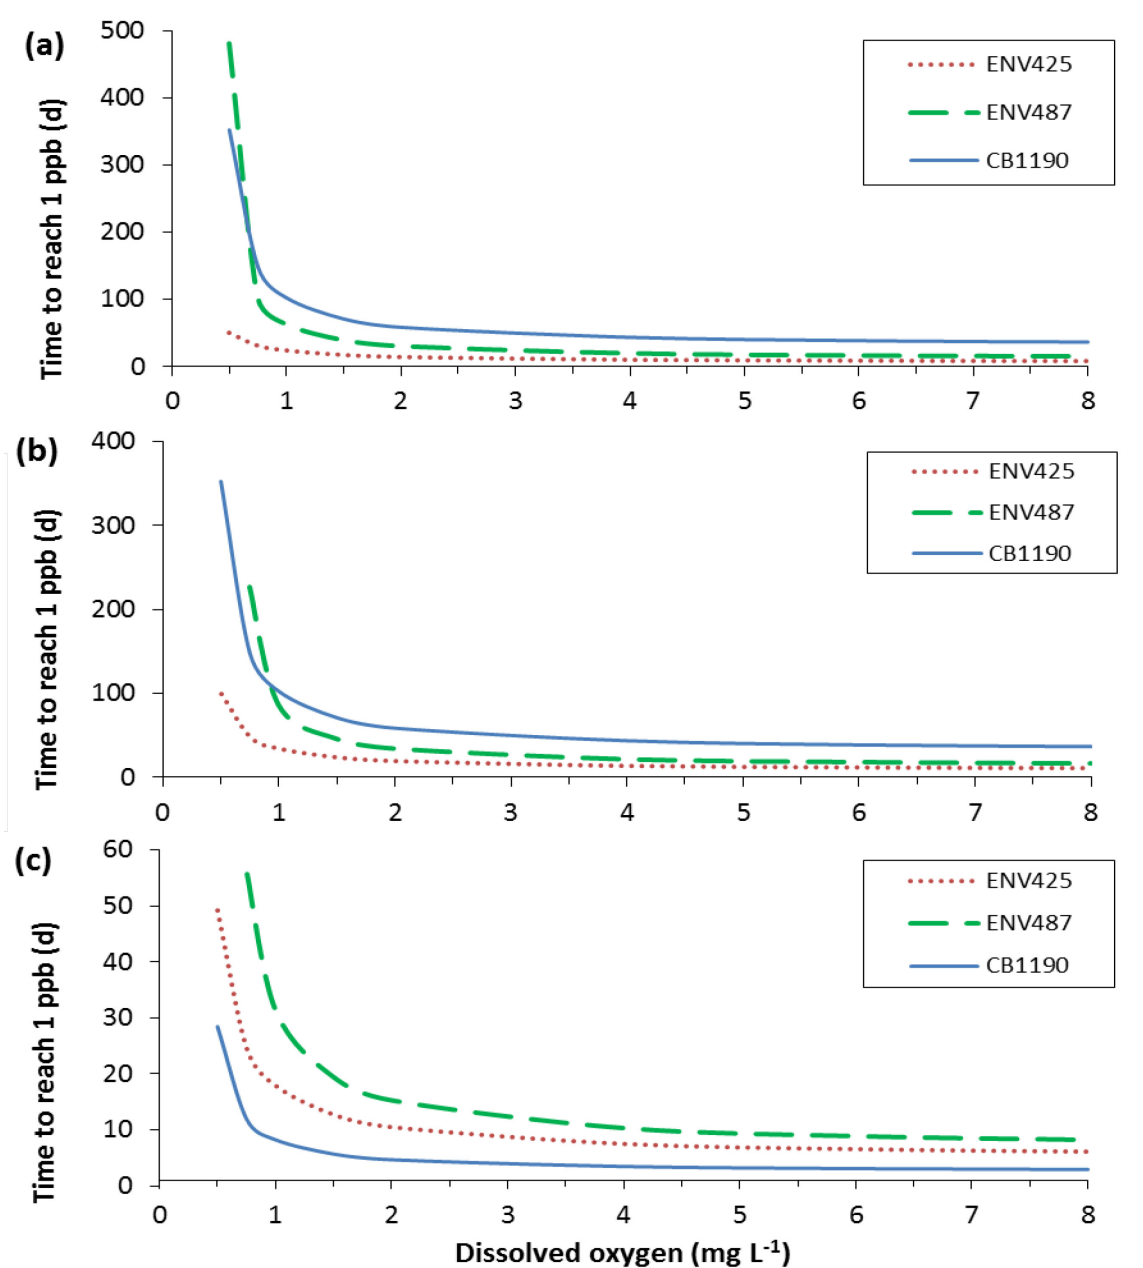 (a)
Time to reach 1 ppb (d)
500
400
300
200
100
0
0 1 2 3 4 5 6 7 8
ENV425
ENV487
CB1190
(b)
Time to reach 1 ppb (d)
400
300
200
100
0
0 1 2 3 4 5 6 7 8
ENV425
ENV487
CB1190
(c)
Time to reach 1 ppb (d)
60
50
40
30
20
10
0
0 1 2 3 4 5 6 7 8
ENV425
ENV487
CB1190
Dissolved oxygen (mg L⁻¹)